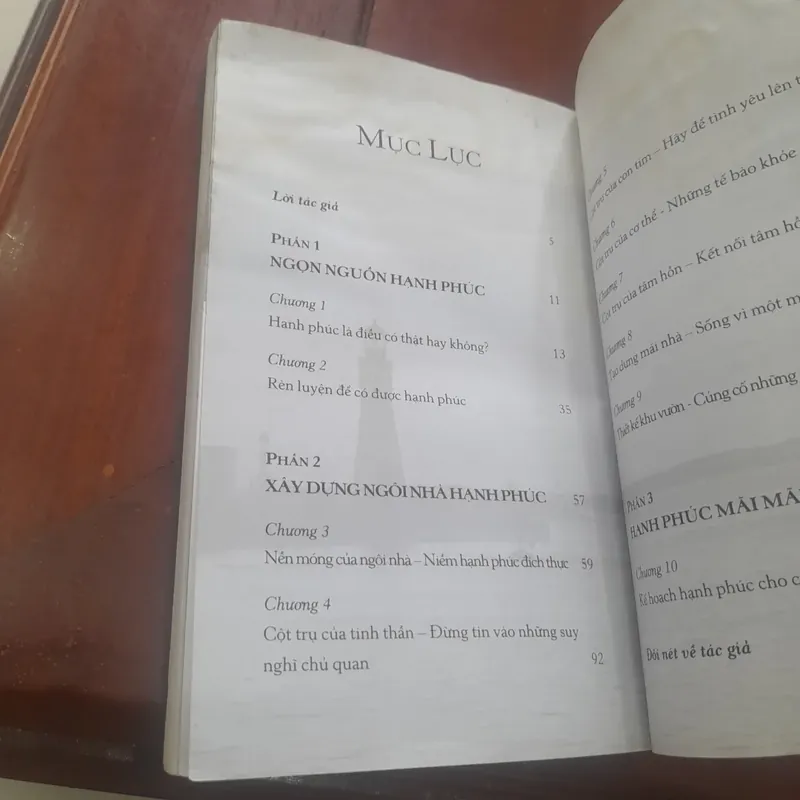 MỤC LỤC
Lời tác giả 5
PHẦN 1
NGỌN NGUỒN HẠNH PHÚC 11
Chương 1
Hạnh phúc là điều có thật hay không? 13
Chương 2
Rèn luyện để có được hạnh phúc 35
PHẦN 2
XÂY DỰNG NGÔI NHÀ HẠNH PHÚC 57
Chương 3
Nền móng của ngôi nhà – Niềm hạnh phúc đích thực 59
Chương 4
Cột trụ của tinh thần – Đừng tin vào những suy
nghĩ chủ quan 92
Chương 5
Cột trụ của con tim – Hãy để tình yêu lên
Chương 6
Cột trụ của cơ thể - Những tế bào khỏe
Chương 7
Cột trụ của tâm hồn – Kết nối tâm
Chương 8
Tạo dựng mái nhà – Sống vì một
Chương 9
Thiết kế khu vườn - Củng cố những
PHẦN 3
HẠNH PHÚC MÃI
Chương 10
Kế hoạch hạnh phúc cho
Đôi nét về tác giả